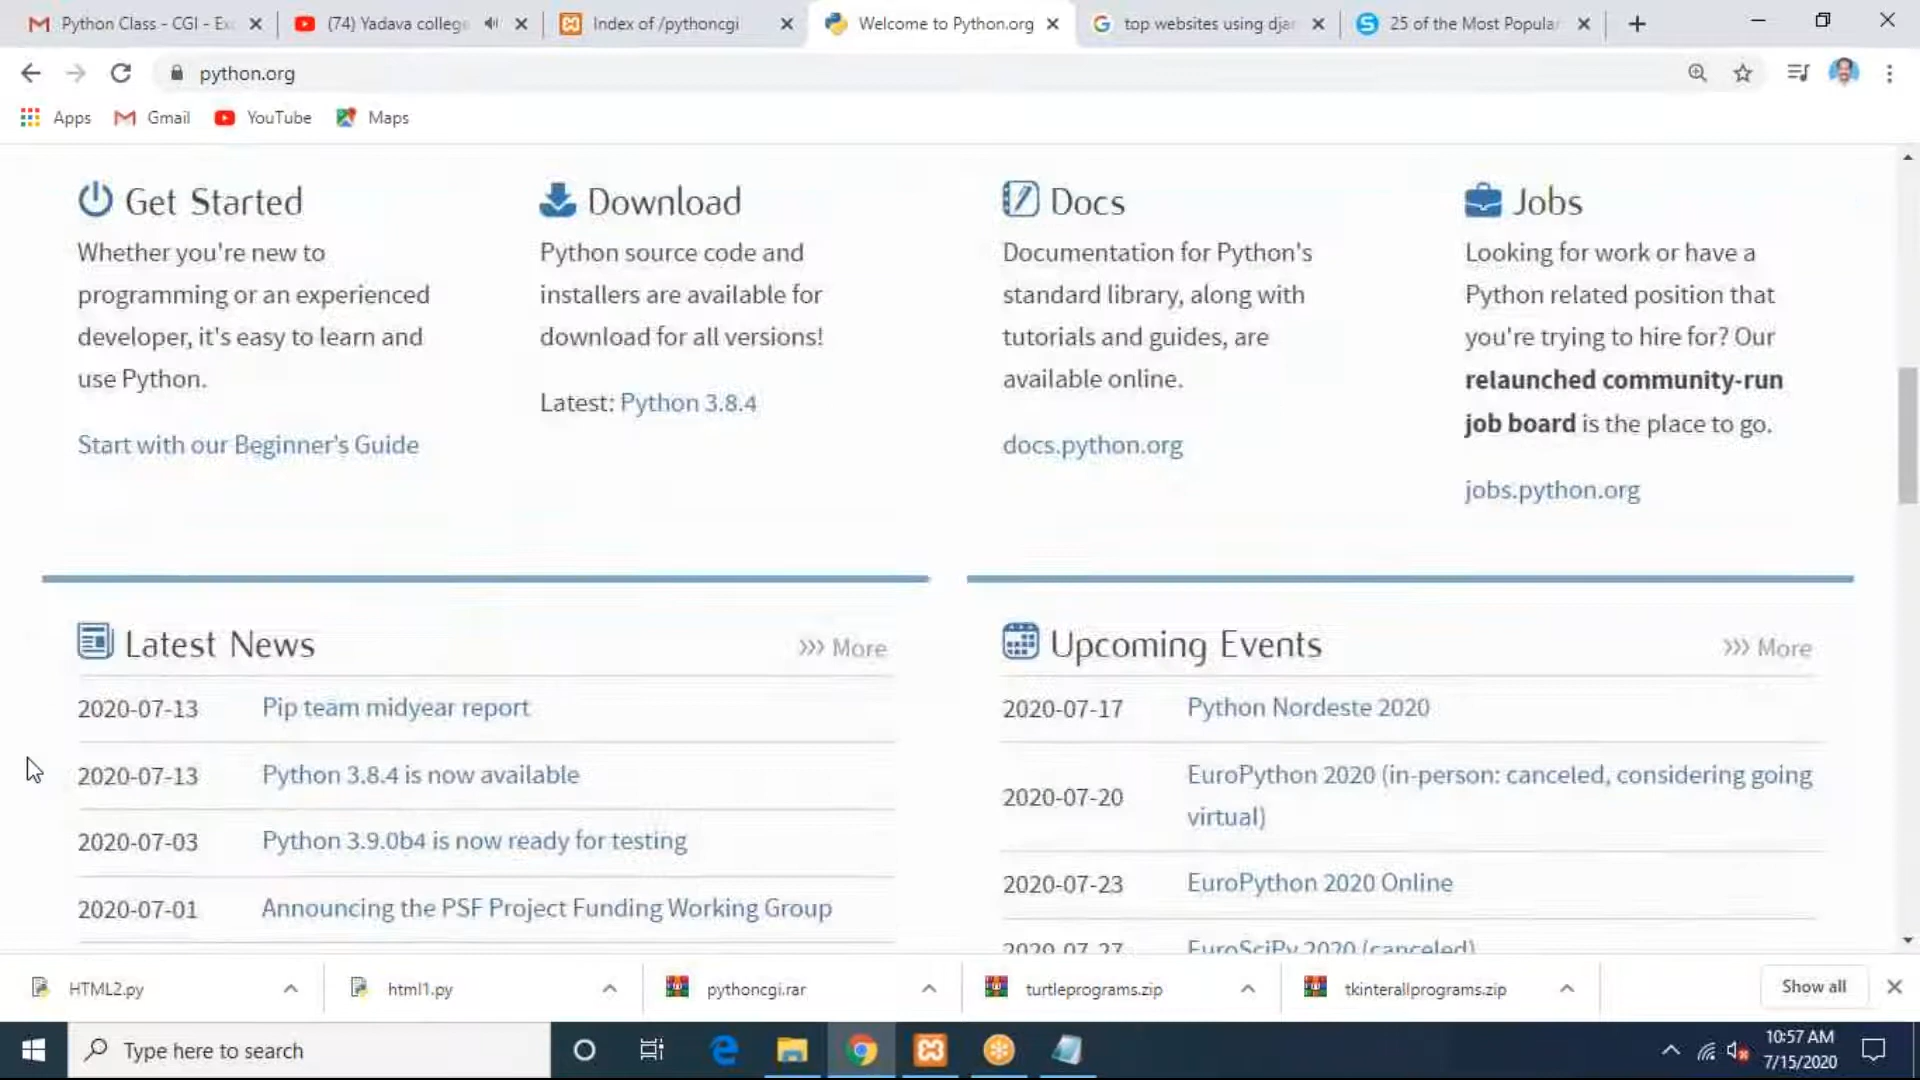 Python Class - CGI - Ex
(74) Yadava college
Index of /pythoncgi
Welcome to Python.org
top websites using dja
25 of the Most Popular
python.org
Apps
Gmail
YouTube
Maps
Get Started
Whether you're new to
programming or an experienced
developer, it's easy to learn and
use Python.
Start with our Beginner's Guide
Download
Python source code and
installers are available for
download for all versions!
Latest: Python 3.8.4
Docs
Documentation for Python's
standard library, along with
tutorials and guides, are
available online.
docs.python.org
Jobs
Looking for work or have a
Python related position that
you're trying to hire for? Our
relaunched community-run
job board is the place to go.
jobs.python.org
Latest News
>>> More
2020-07-13 Pip team midyear report
2020-07-13 Python 3.8.4 is now available
2020-07-03 Python 3.9.0b4 is now ready for testing
2020-07-01 Announcing the PSF Project Funding Working Group
Upcoming Events
>>> More
2020-07-17 Python Nordeste 2020
2020-07-20 EuroPython 2020 (in-person: canceled, considering going
virtual)
2020-07-23 EuroPython 2020 Online
2020-07-27 EuroSciPy 2020 (canceled)
HTML2.py
html1.py
pythoncgi.rar
turtleprograms.zip
tkinterallprograms.zip
Show all
Type here to search
10:57 AM
7/15/2020